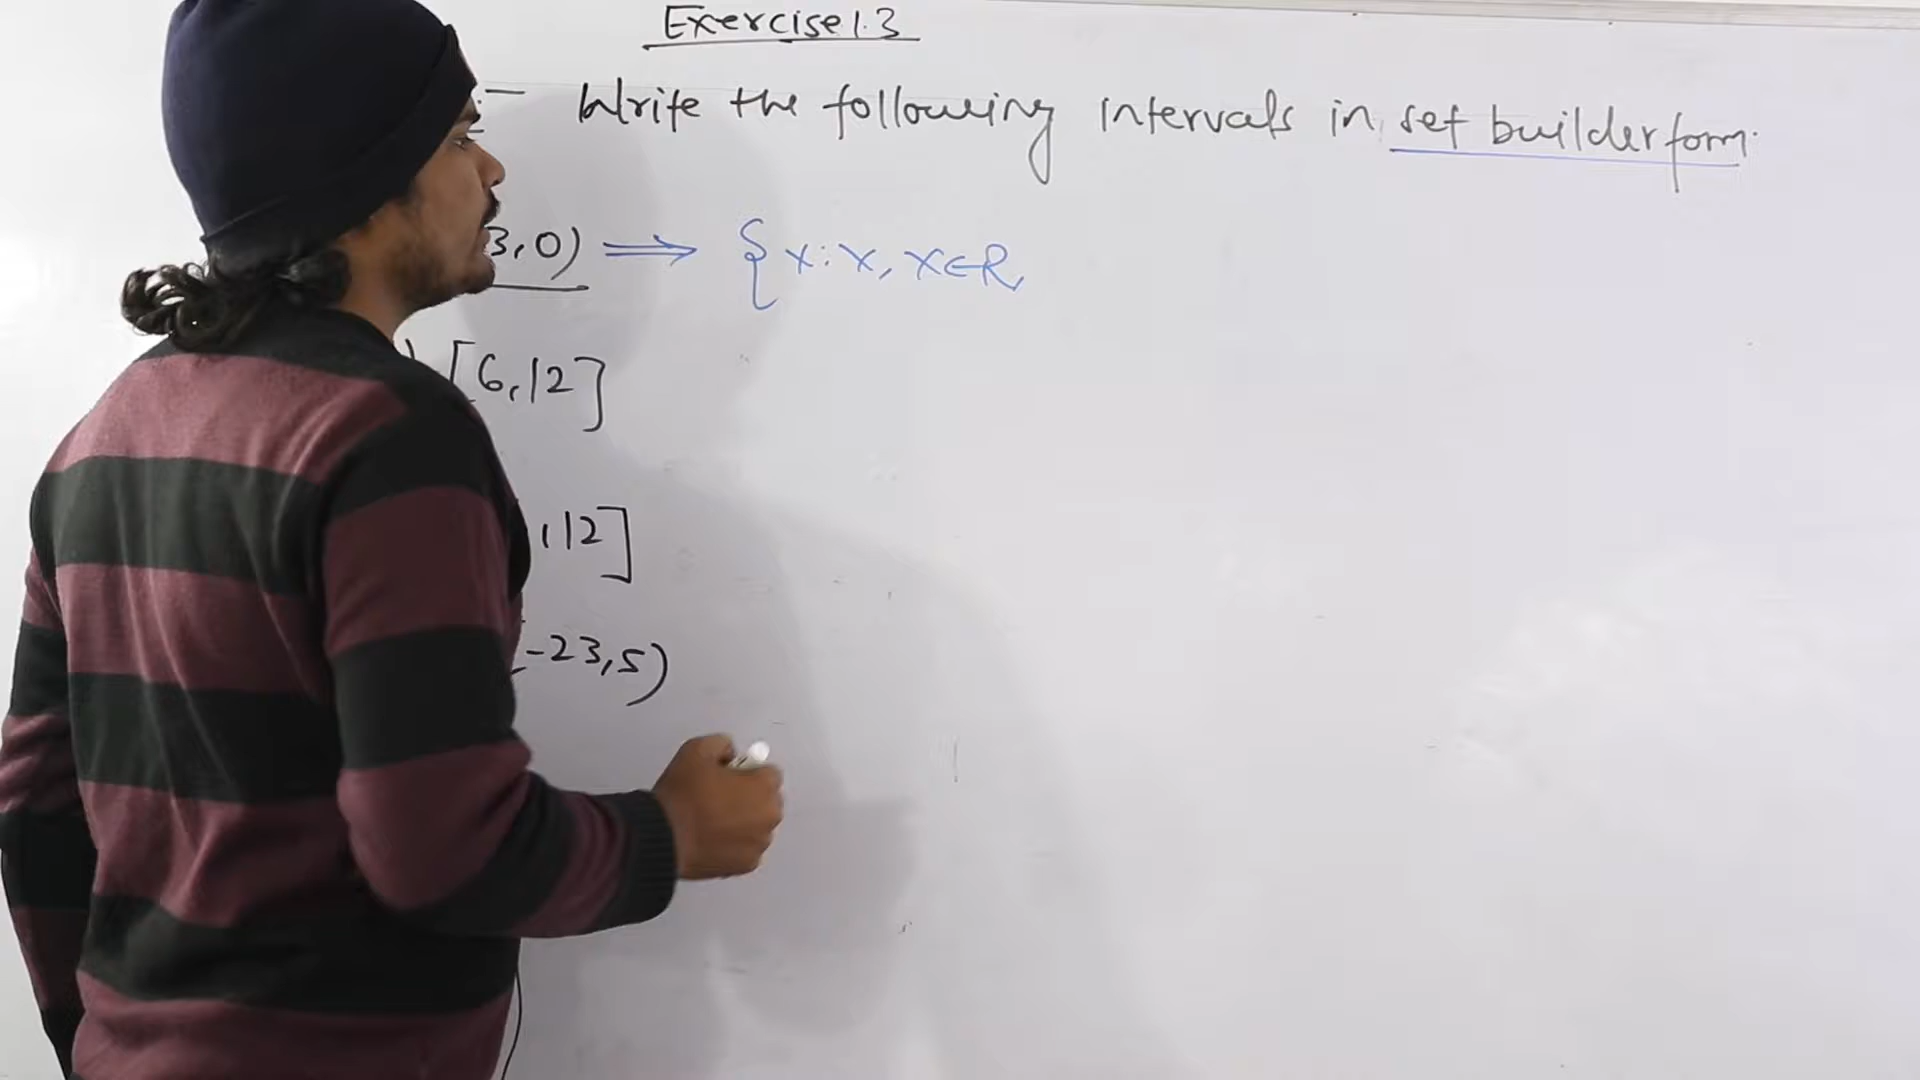 Exercise 1.3
:- Write the following intervals in set builder form.
3,0) ⟹ { x : x, x∈R,
) [6,12]
,12]
[-23,5)